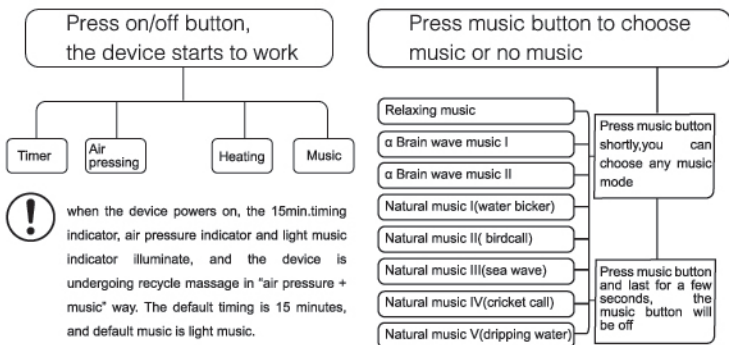 Press on/off button,
the device starts to work
Timer
Air
pressing
Heating
Music
when the device powers on, the 15min.timing
indicator, air pressure indicator and light music
indicator illuminate, and the device is
undergoing recycle massage in "air pressure +
music" way. The default timing is 15 minutes,
and default music is light music.
Press music button to choose
music or no music
Relaxing music
α Brain wave music I
α Brain wave music II
Natural music I(water bicker)
Natural music II( birdcall)
Natural music III(sea wave)
Natural music IV(cricket call)
Natural music V(dripping water)
Press music button
shortly,you can
choose any music
mode
Press music button
and last for a few
seconds, the
music button will
be off